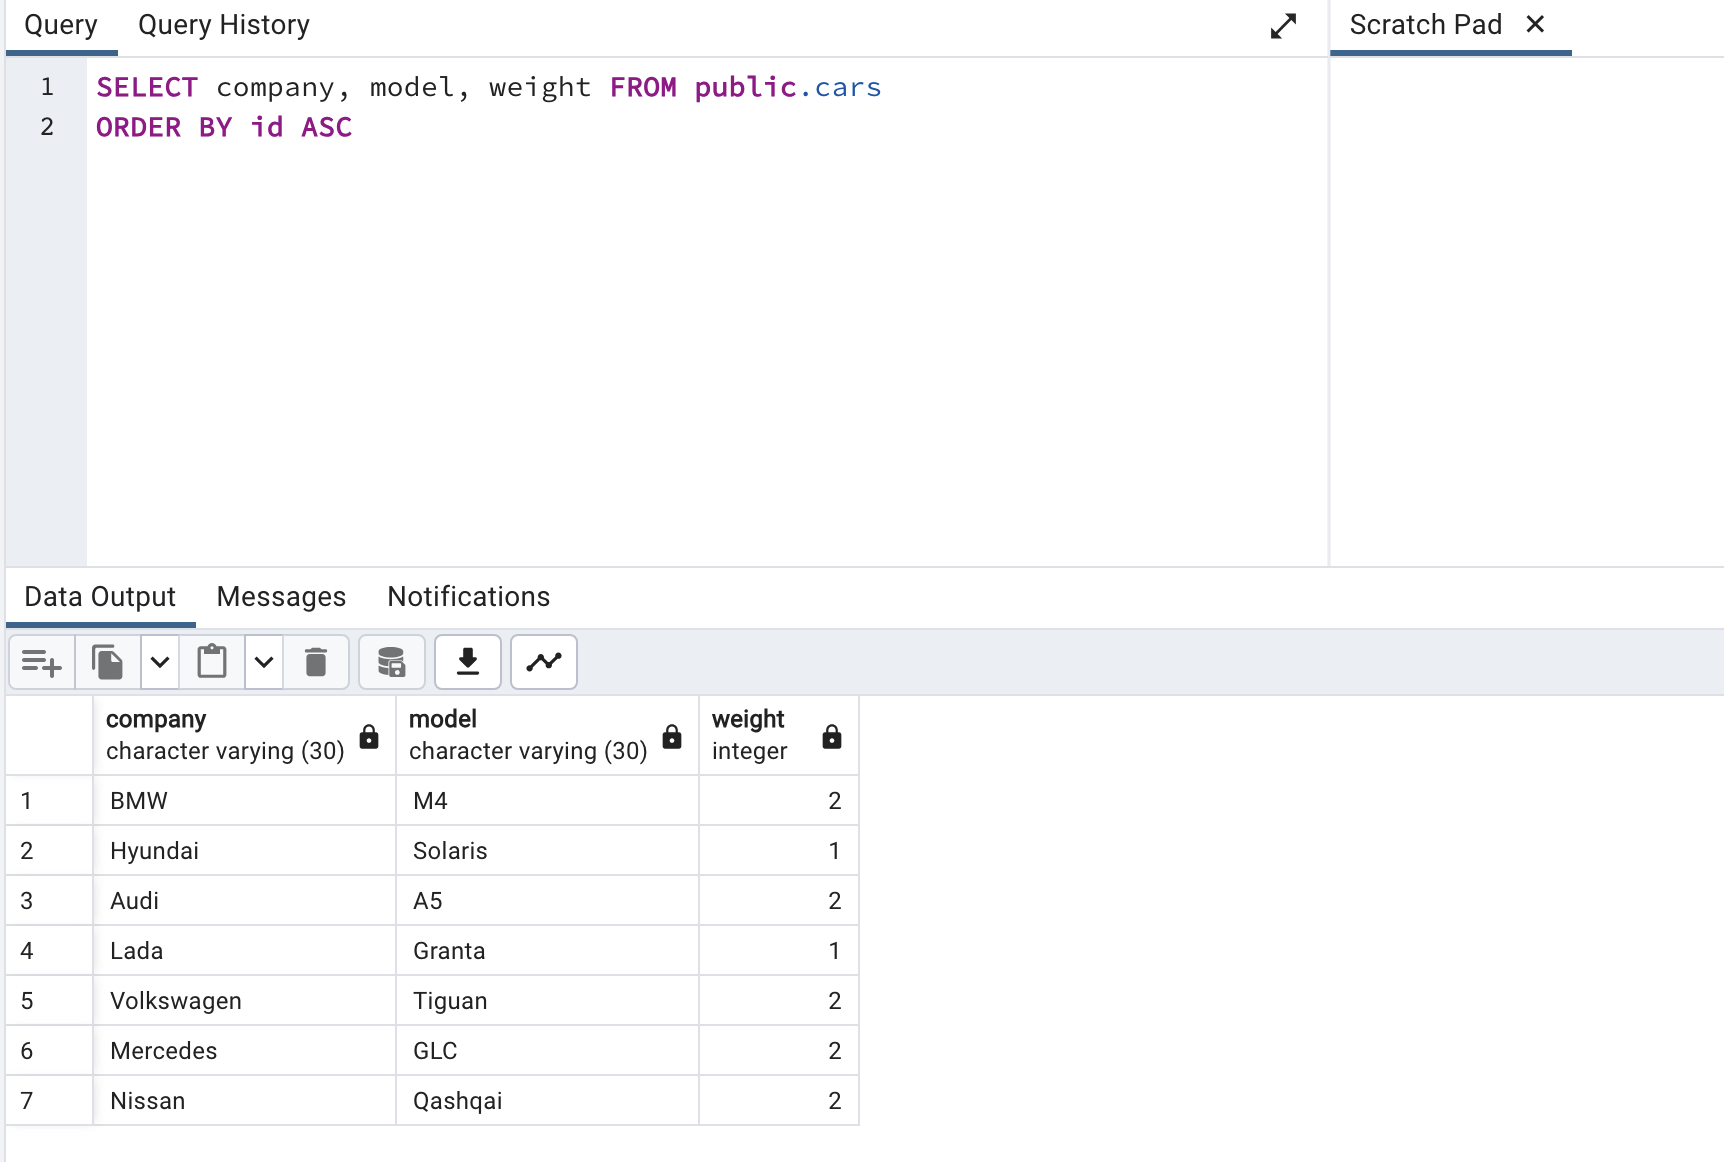 Query Query History Scratch Pad
1 SELECT company, model, weight FROM public.cars
2 ORDER BY id ASC
Data Output Messages Notifications
company model weight
character varying (30) character varying (30) integer
1 BMW M4 2
2 Hyundai Solaris 1
3 Audi A5 2
4 Lada Granta 1
5 Volkswagen Tiguan 2
6 Mercedes GLC 2
7 Nissan Qashqai 2